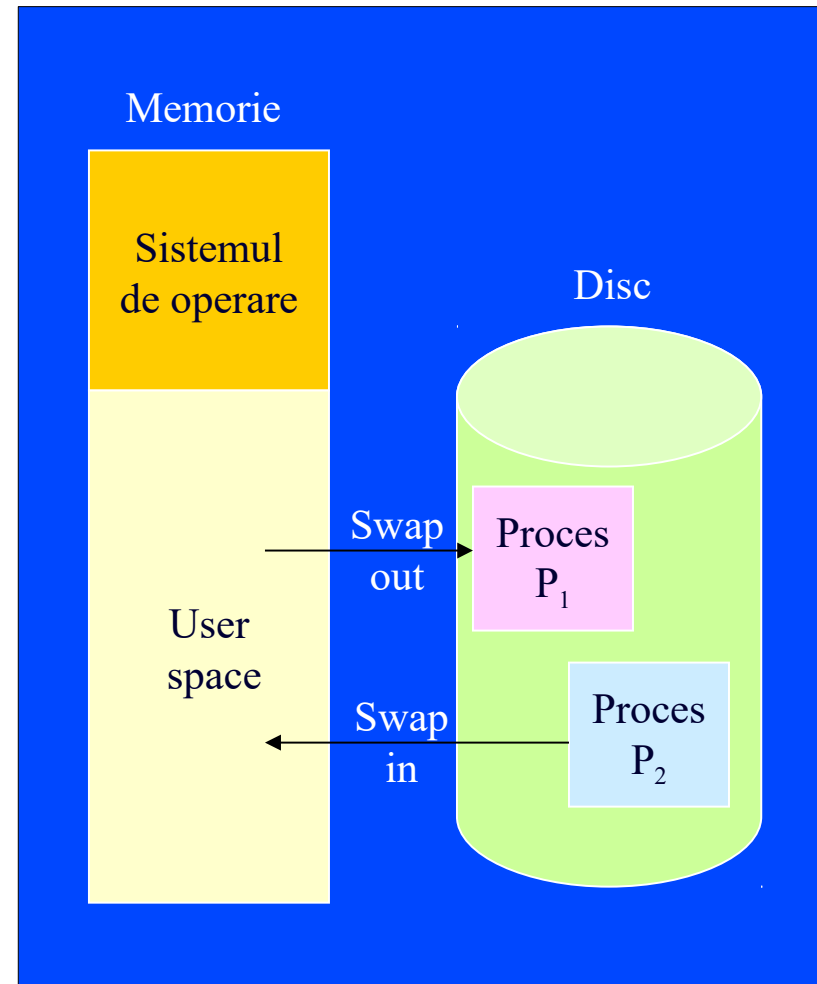 Memorie
Sistemul
de operare
Disc
Swap
out
Proces
P₁
User
space
Swap
in
Proces
P₂